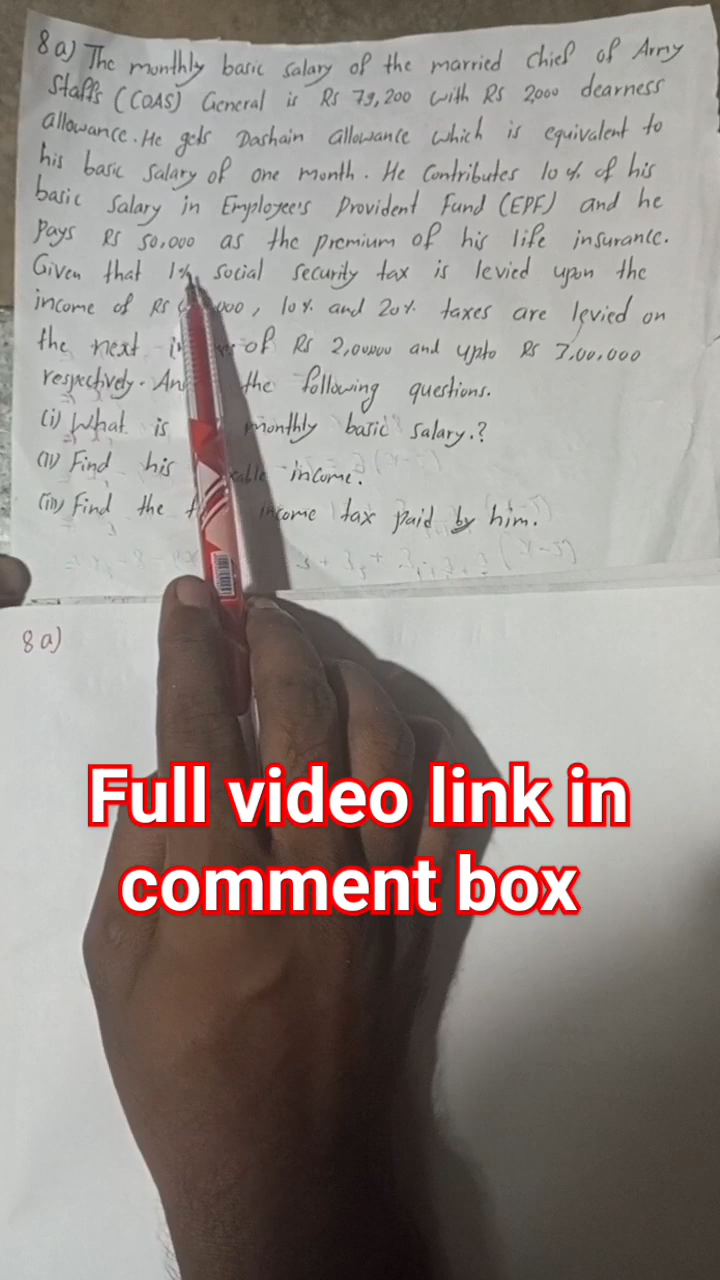 8 a) The monthly basic salary of the married chief of Army
Staffs (COAS) General is RS 79,200 with RS 2000 dearness
allowance. He gets Dashain allowance which is equivalent to
his basic salary of one month. He Contributes 10 % of his
basic salary in Employee's Provident Fund (EPF) and he
Pays RS 50,000 as the premium of his life insurance.
Given that 1% social security tax is levied upon the
income of RS 000, 10% and 20% taxes are levied on
the next of RS 2,00000 and upto RS 7,00,000
respectively. the following questions.
(i) What is monthly basic salary.?
(ii) Find his income.
(iii) Find the income tax paid by him.
8 a)
Full video link in
comment box